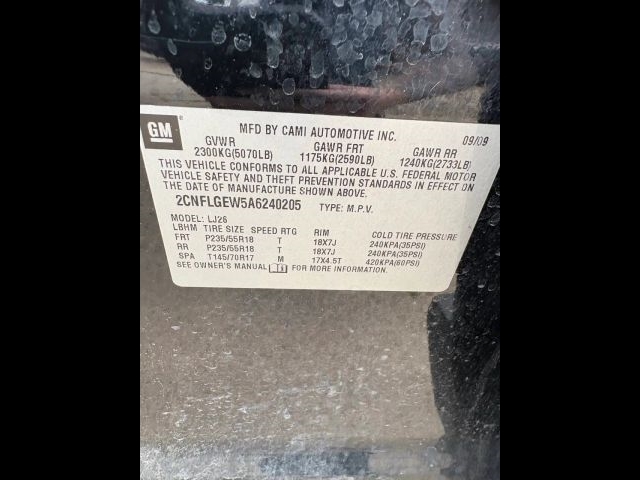 GM
MFD BY CAMI AUTOMOTIVE INC. 09/09
GVWR GAWR FRT GAWR RR
2300KG(5070LB) 1175KG(2590LB) 1240KG(2733LB)
THIS VEHICLE CONFORMS TO ALL APPLICABLE U.S. FEDERAL MOTOR
VEHICLE SAFETY AND THEFT PREVENTION STANDARDS IN EFFECT
ON THE DATE OF MANUFACTURE SHOWN ABOVE.
2CNFLGEW5A6240205 TYPE: M.P.V.
MODEL: LJ26
LBHM TIRE SIZE SPEED RTG RIM COLD TIRE PRESSURE
FRT P235/55R18 T 18X7J 240KPA(35PSI)
RR P235/55R18 T 18X7J 240KPA(35PSI)
SPA T145/70R17 M 17X4.5T 420KPA(60PSI)
SEE OWNER'S MANUAL FOR MORE INFORMATION.